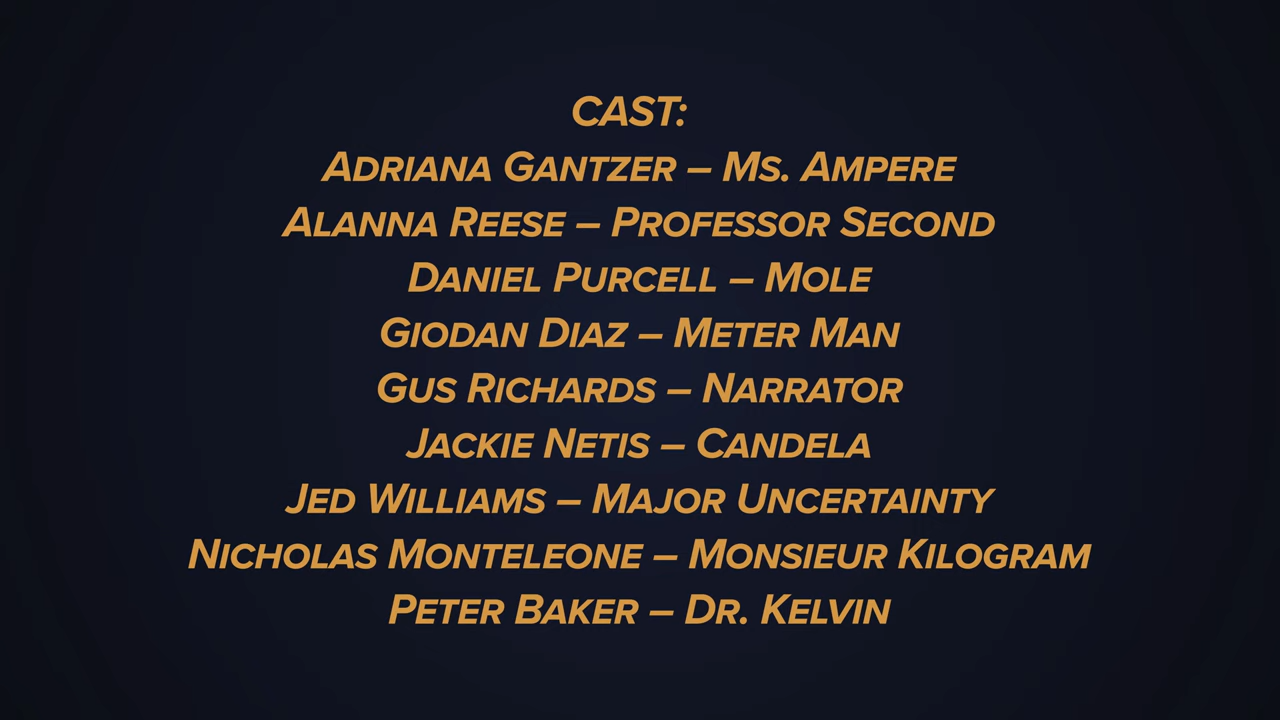 CAST:
ADRIANA GANTZER – MS. AMPERE
ALANNA REESE – PROFESSOR SECOND
DANIEL PURCELL – MOLE
GIODAN DIAZ – METER MAN
GUS RICHARDS – NARRATOR
JACKIE NETIS – CANDELA
JED WILLIAMS – MAJOR UNCERTAINTY
NICHOLAS MONTELEONE – MONSIEUR KILOGRAM
PETER BAKER – DR. KELVIN